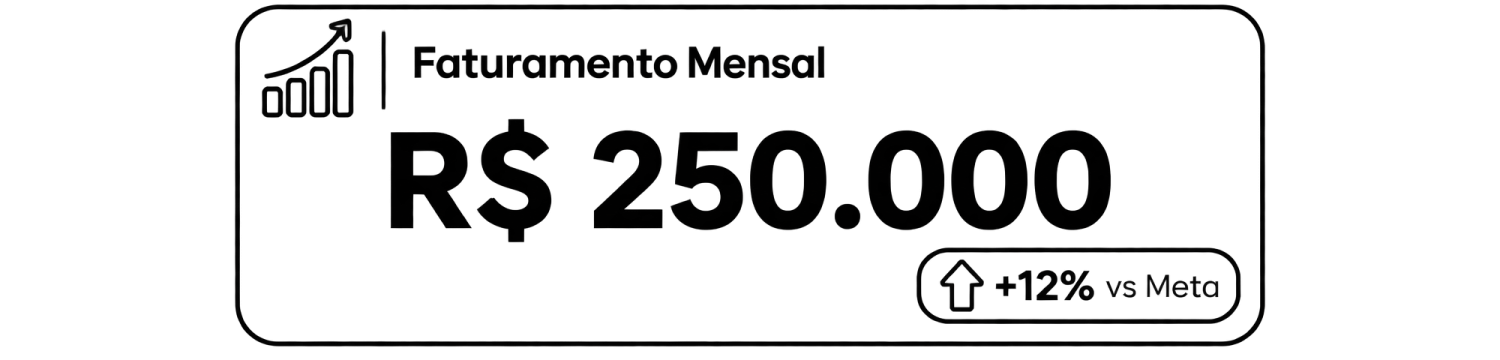 Faturamento Mensal
R$ 250.000
+12% vs Meta